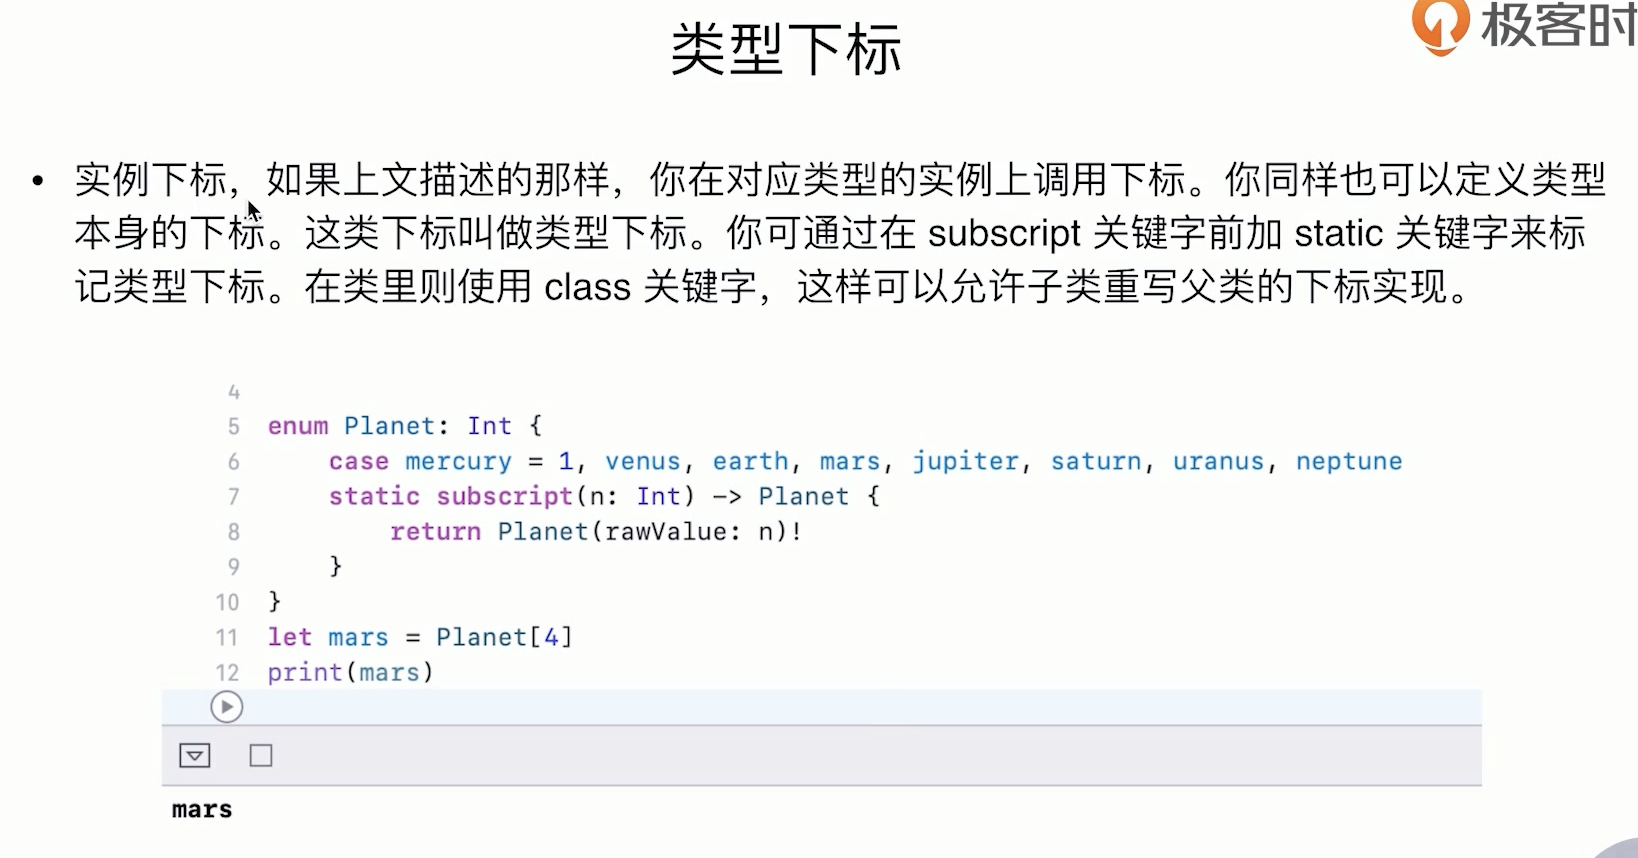 类型下标
极客时
• 实例下标，如果上文描述的那样，你在对应类型的实例上调用下标。你同样也可以定义类型
本身的下标。这类下标叫做类型下标。你可通过在 subscript 关键字前加 static 关键字来标
记类型下标。在类里则使用 class 关键字，这样可以允许子类重写父类的下标实现。
4
5 enum Planet: Int {
6     case mercury = 1, venus, earth, mars, jupiter, saturn, uranus, neptune
7     static subscript(n: Int) -> Planet {
8         return Planet(rawValue: n)!
9     }
10 }
11 let mars = Planet[4]
12 print(mars)
mars